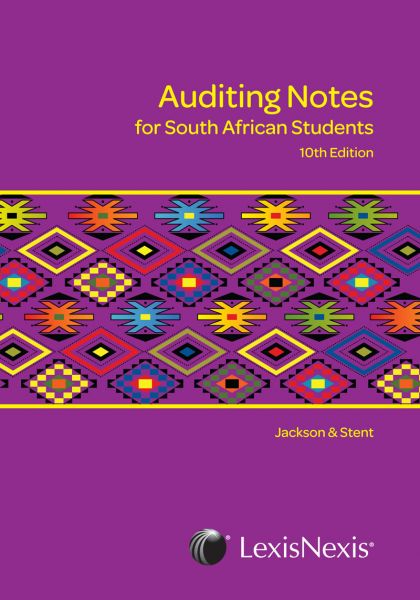 Auditing Notes
for South African Students
10th Edition
Jackson & Stent
LexisNexis®